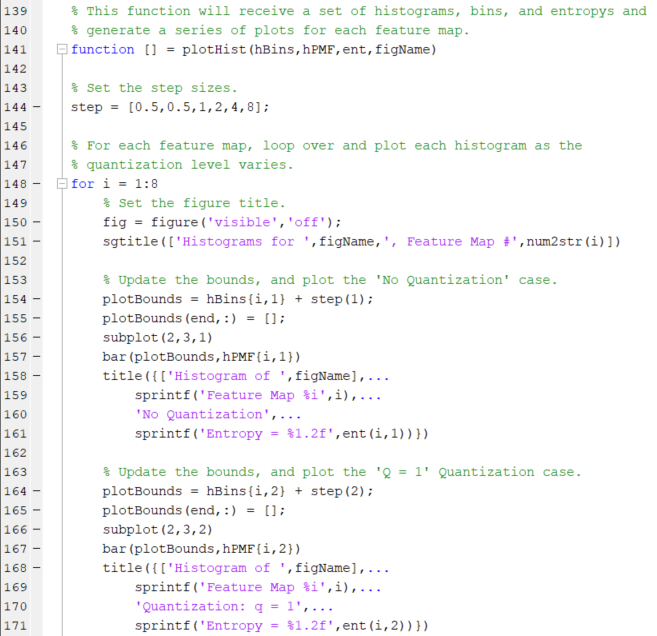 139 % This function will receive a set of histograms, bins, and entropys and
140 % generate a series of plots for each feature map.
141 function [] = plotHist(hBins,hPMF,ent,figName)
142
143 % Set the step sizes.
144 – step = [0.5,0.5,1,2,4,8];
145
146 % For each feature map, loop over and plot each histogram as the
147 % quantization level varies.
148 – for i = 1:8
149 % Set the figure title.
150 – fig = figure('visible','off');
151 – sgtitle(['Histograms for ',figName,', Feature Map #',num2str(i)])
152
153 % Update the bounds, and plot the 'No Quantization' case.
154 – plotBounds = hBins{i,1} + step(1);
155 – plotBounds(end,:) = [];
156 – subplot(2,3,1)
157 – bar(plotBounds,hPMF{i,1})
158 – title({['Histogram of ',figName],...
159 sprintf('Feature Map %i',i),...
160 'No Quantization',...
161 sprintf('Entropy = %1.2f',ent(i,1))})
162
163 % Update the bounds, and plot the 'Q = 1' Quantization case.
164 – plotBounds = hBins{i,2} + step(2);
165 – plotBounds(end,:) = [];
166 – subplot(2,3,2)
167 – bar(plotBounds,hPMF{i,2})
168 – title({['Histogram of ',figName],...
169 sprintf('Feature Map %i',i),...
170 'Quantization: q = 1',...
171 sprintf('Entropy = %1.2f',ent(i,2))})